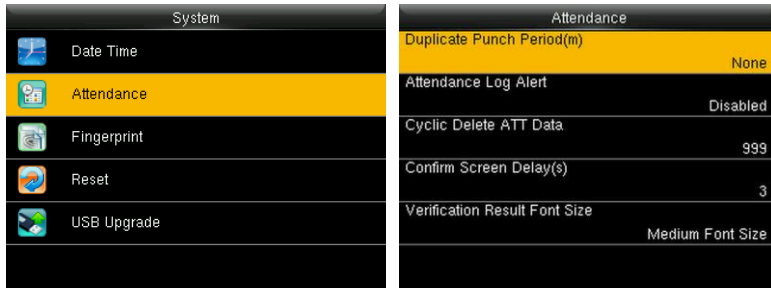 System
Date Time
Attendance
Fingerprint
Reset
USB Upgrade
Attendance
Duplicate Punch Period(m)
None
Attendance Log Alert
Disabled
Cyclic Delete ATT Data
999
Confirm Screen Delay(s)
3
Verification Result Font Size
Medium Font Size